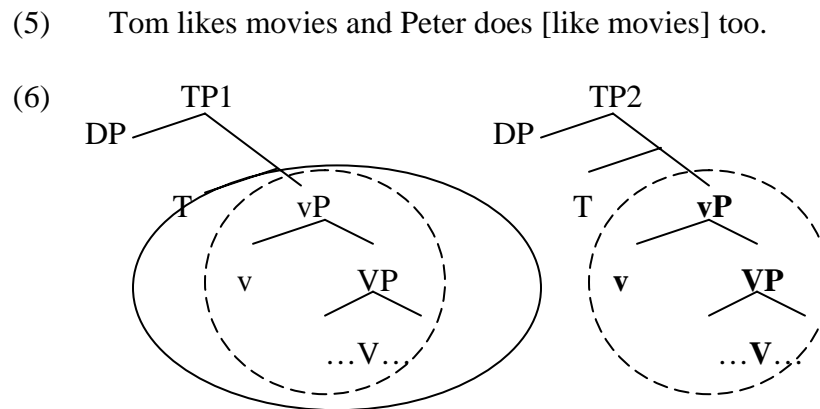 (5) Tom likes movies and Peter does [like movies] too.
(6) TP1 TP2
DP DP
T vP T vP
v VP v VP
…V… …V…